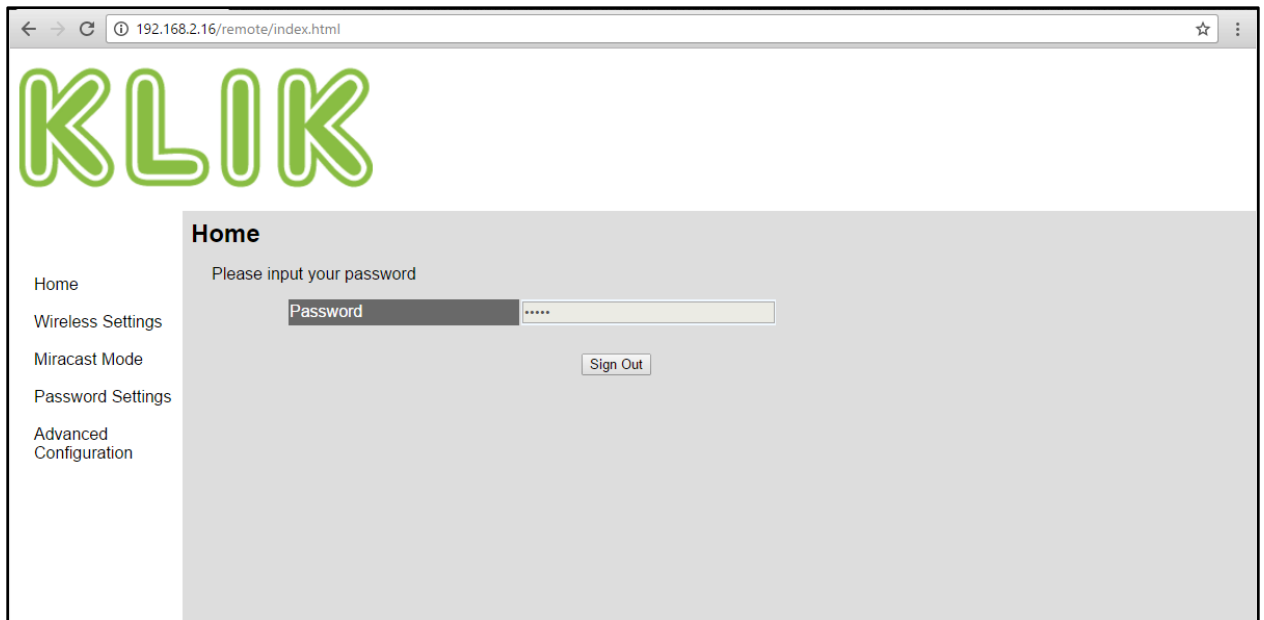 192.168.2.16/remote/index.html
KLIK
Home
Please input your password
Password •••••
Sign Out
Home
Wireless Settings
Miracast Mode
Password Settings
Advanced
Configuration